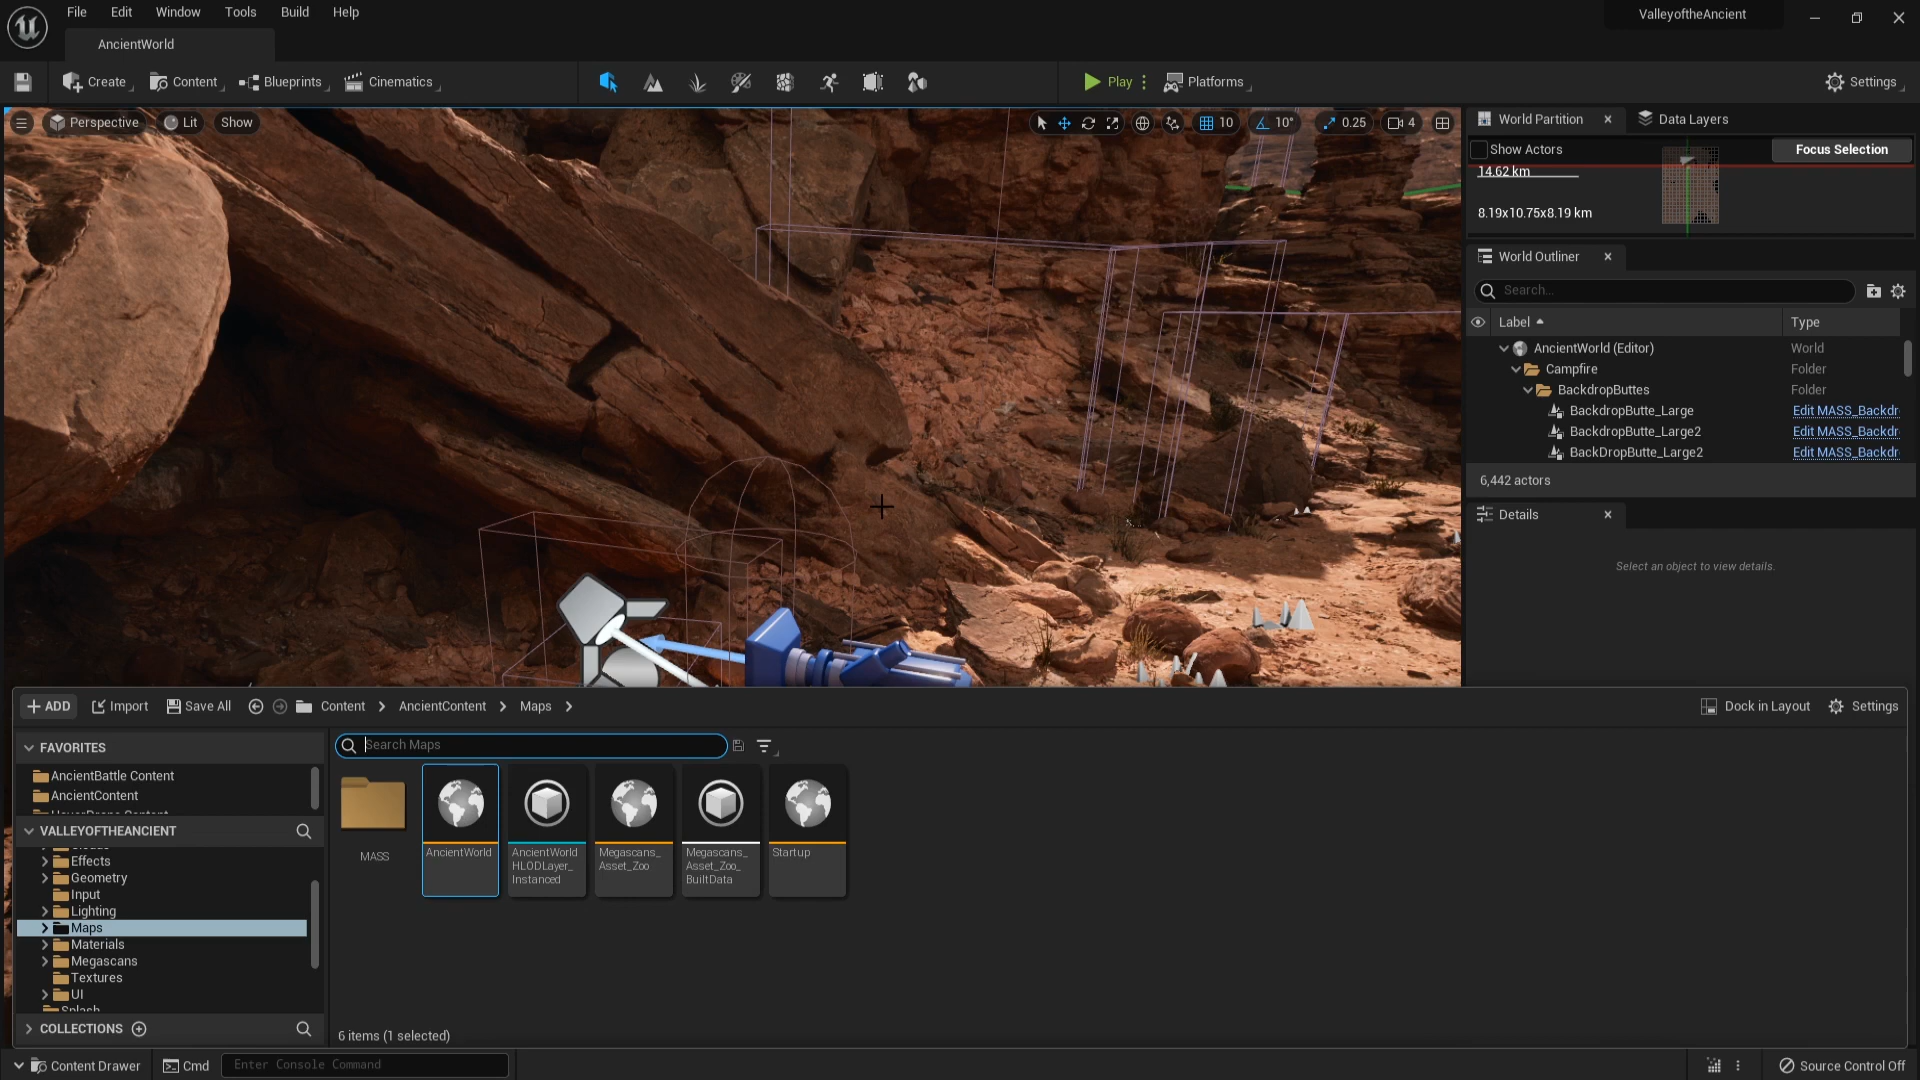 File Edit Window Tools Build Help
ValleyoftheAncient
AncientWorld
Create Content Blueprints Cinematics Play Platforms Settings
Perspective Lit Show 10 10° 0.25 4
World Partition Data Layers
Show Actors Focus Selection
14.62 km
8.19x10.75x8.19 km
World Outliner
Search...
Label Type
AncientWorld (Editor) World
Campfire Folder
BackdropButtes Folder
BackdropButte_Large Edit MASS_Backdr
BackdropButte_Large2 Edit MASS_Backdr
BackDropButte_Large2 Edit MASS_Backdr
6,442 actors
Details
Select an object to view details.
ADD Import Save All Content AncientContent Maps Dock in Layout Settings
FAVORITES
AncientBattle Content
AncientContent
VALLEYOFTHEANCIENT
Effects
Geometry
Input
Lighting
Maps
Materials
Megascans
Textures
UI
Splash
COLLECTIONS
Search Maps
MASS
AncientWorld
AncientWorld
HLODLayer_
Instanced
Megascans_
Asset_Zoo
Megascans_
Asset_Zoo_
BuiltData
Startup
6 items (1 selected)
Content Drawer Cmd Enter Console Command Source Control Off